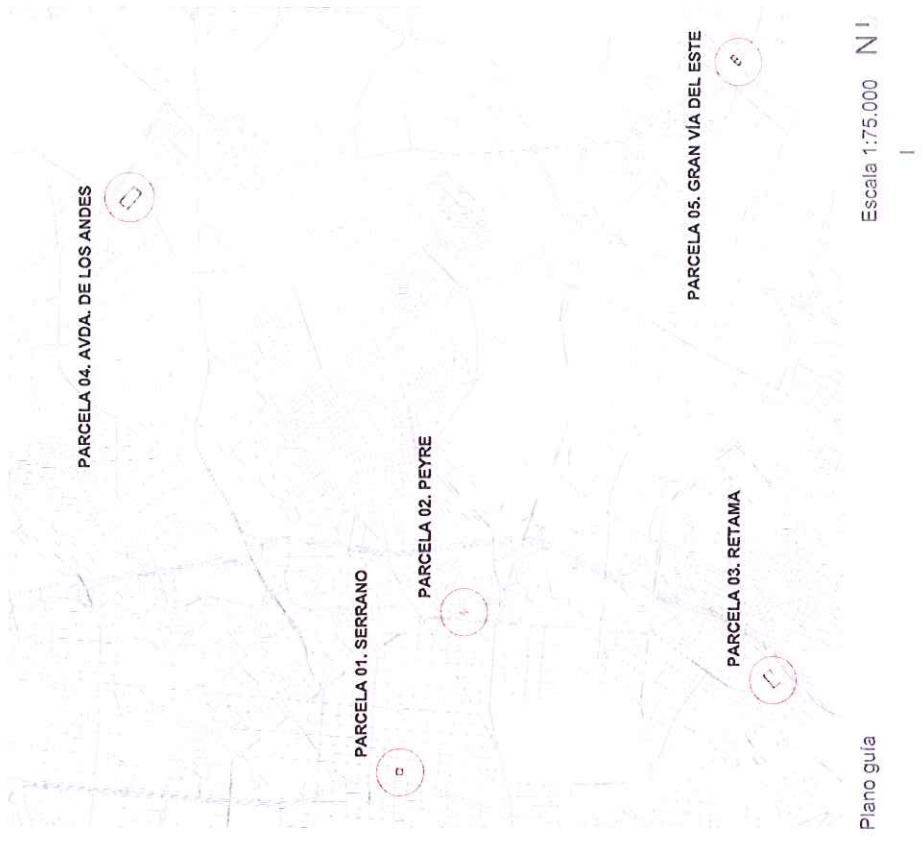 PARCELA 04. AVDA. DE LOS ANDES
PARCELA 01. SERRANO
PARCELA 02. PEYRE
PARCELA 03. RETAMA
PARCELA 05. GRAN VÍA DEL ESTE
Plano guía
Escala 1:75.000
N